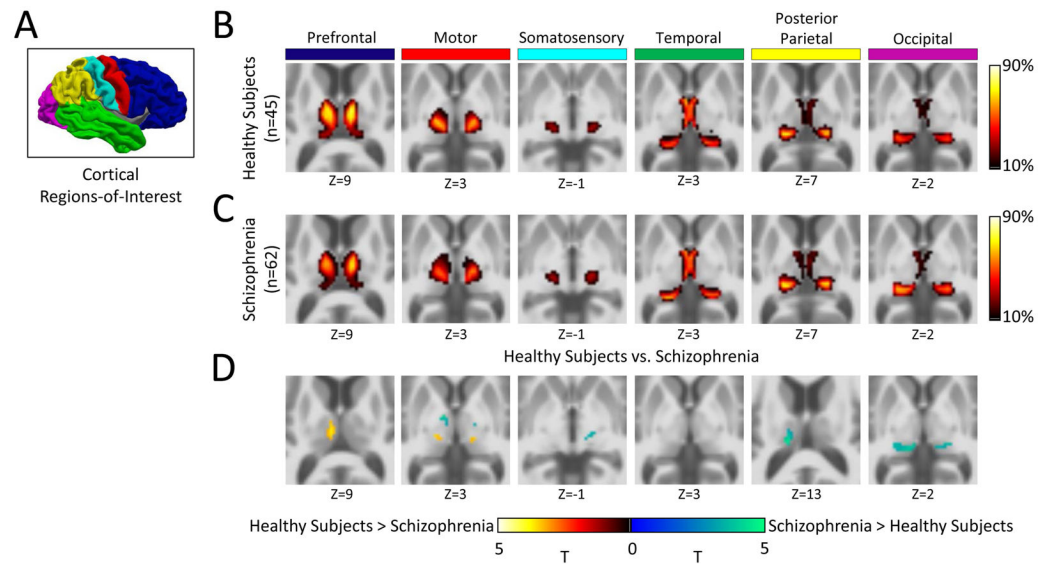 A
Cortical
Regions-of-Interest
B
Prefrontal
Motor
Somatosensory
Temporal
Posterior
Parietal
Occipital
Healthy Subjects
(n=45)
90%
10%
Z=9
Z=3
Z=-1
Z=3
Z=7
Z=2
C
Schizophrenia
(n=62)
90%
10%
Z=9
Z=3
Z=-1
Z=3
Z=7
Z=2
Healthy Subjects vs. Schizophrenia
D
Z=9
Z=3
Z=-1
Z=3
Z=13
Z=2
Healthy Subjects > Schizophrenia
Schizophrenia > Healthy Subjects
5
T
0
T
5